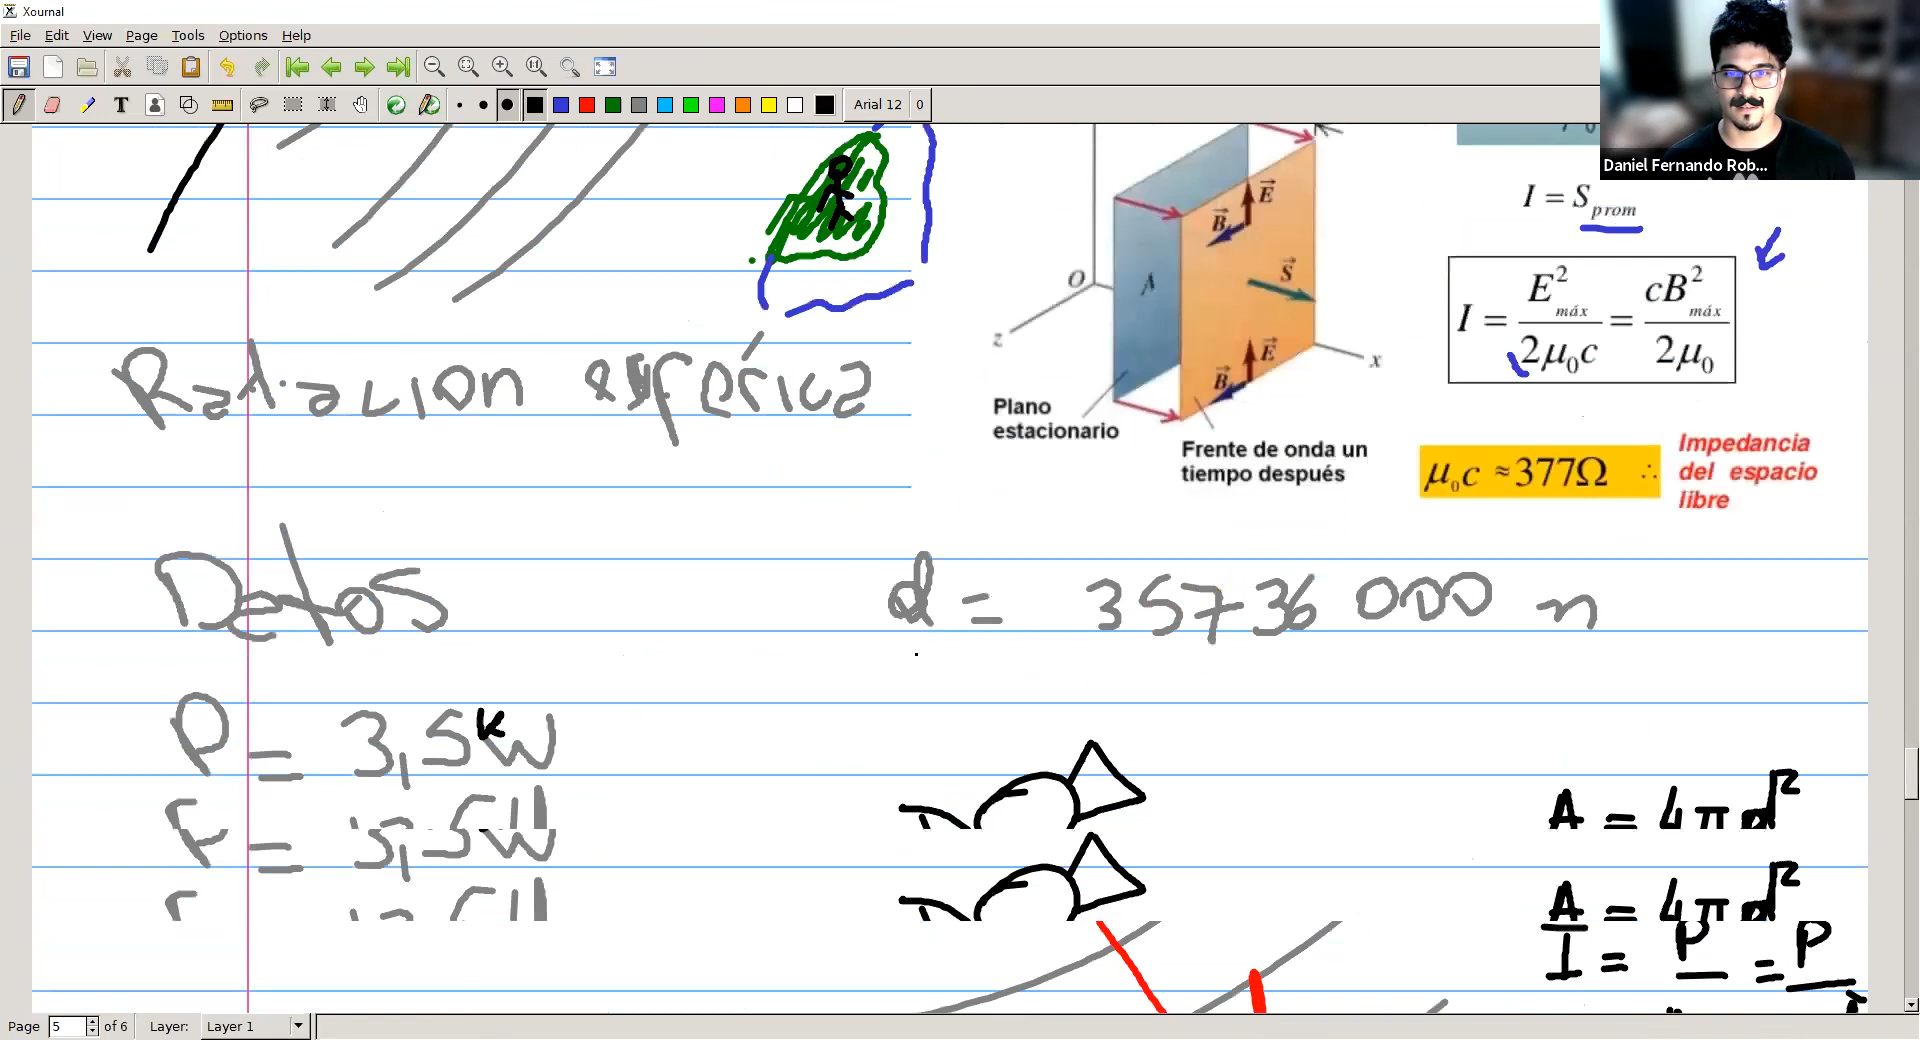 Xournal
File Edit View Page Tools Options Help
Arial 12 0
Daniel Fernando Rob...
I = S prom
E
B
S
A
O
z
x
E
B
Plano
estacionario
Frente de onda un
tiempo después
I = E²máx / 2μ₀c = cB²máx / 2μ₀
μ₀c ≈ 377Ω ∴
Impedancia
del espacio
libre
Radiacion esférica
Datos
d = 35736 000 m
P = 3,5kW
A = 4πd²
A = 4πd²
I = P = P
Page 5 of 6 Layer: Layer 1